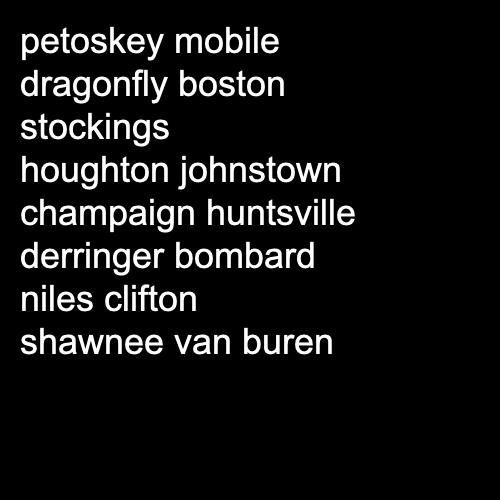 petoskey mobile
dragonfly boston
stockings
houghton johnstown
champaign huntsville
derringer bombard
niles clifton
shawnee van buren